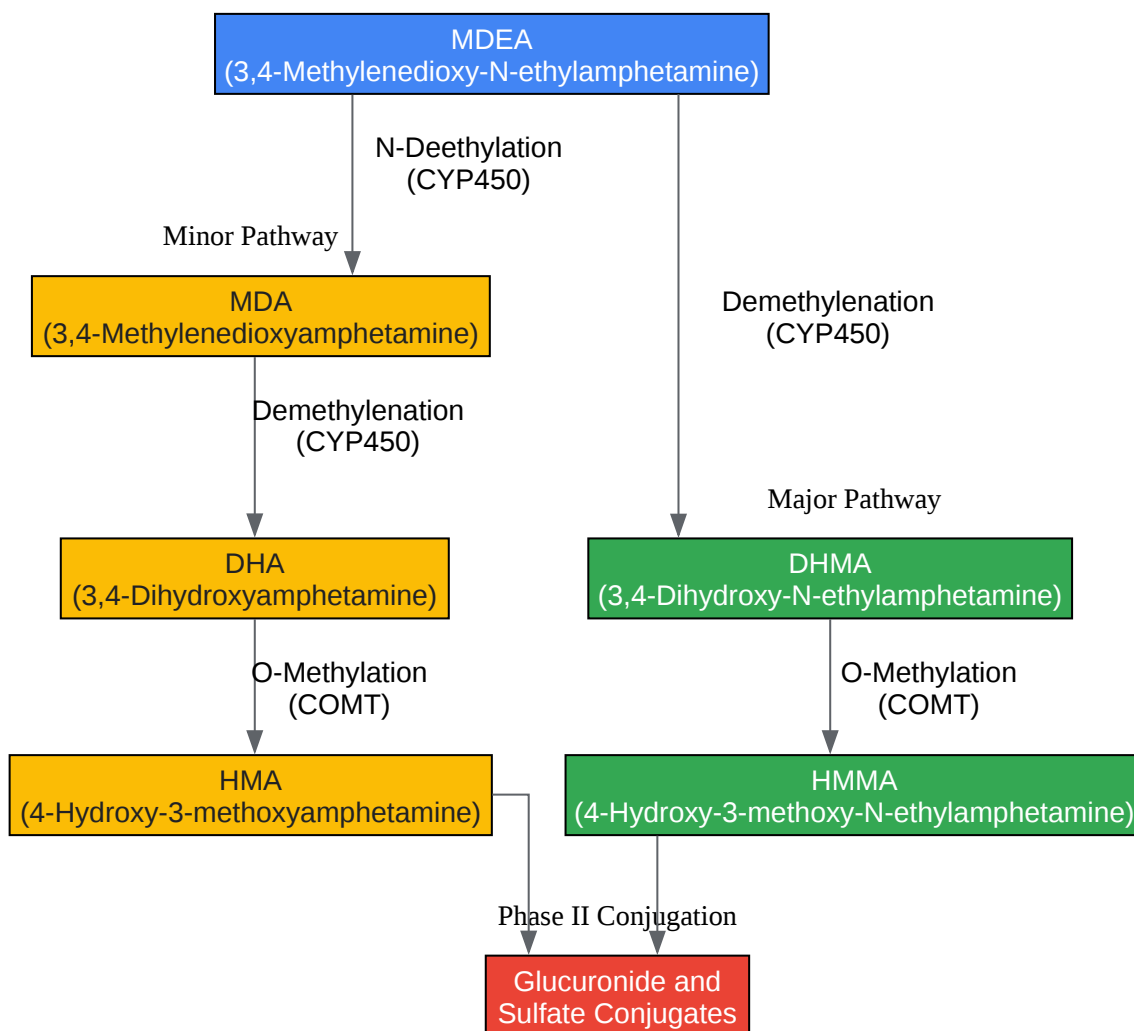 MDEA
(3,4-Methylenedioxy-N-ethylamphetamine)
N-Deethylation
(CYP450)
Minor Pathway
MDA
(3,4-Methylenedioxyamphetamine)
Demethylenation
(CYP450)
Demethylenation
(CYP450)
Major Pathway
DHA
(3,4-Dihydroxyamphetamine)
DHMA
(3,4-Dihydroxy-N-ethylamphetamine)
O-Methylation
(COMT)
O-Methylation
(COMT)
HMA
(4-Hydroxy-3-methoxyamphetamine)
HMMA
(4-Hydroxy-3-methoxy-N-ethylamphetamine)
Phase II Conjugation
Glucuronide and
Sulfate Conjugates